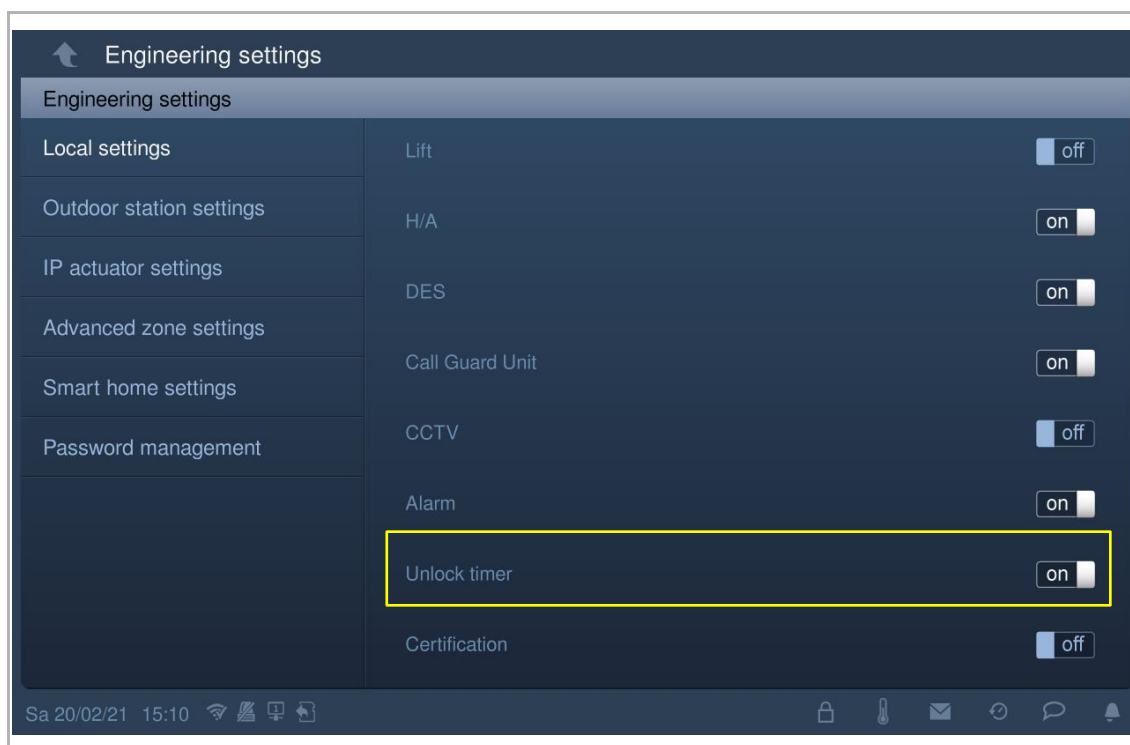 Engineering settings
Engineering settings
Local settings
Outdoor station settings
IP actuator settings
Advanced zone settings
Smart home settings
Password management
Lift off
H/A on
DES on
Call Guard Unit on
CCTV off
Alarm on
Unlock timer on
Certification off
Sa 20/02/21 15:10 1